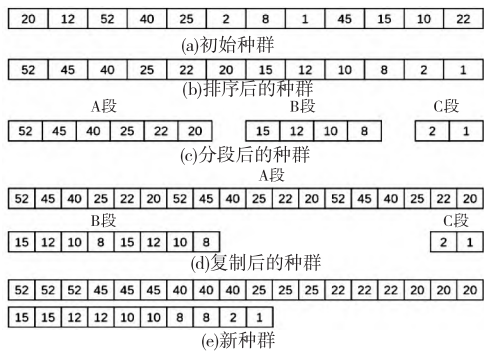 20 12 52 40 25 2 8 1 45 15 10 22
(a)初始种群
52 45 40 25 22 20 15 12 10 8 2 1
(b)排序后的种群
A段 B段 C段
52 45 40 25 22 20 15 12 10 8 2 1
(c)分段后的种群
A段
52 45 40 25 22 20 52 45 40 25 22 20 52 45 40 25 22 20
B段 C段
15 12 10 8 15 12 10 8 2 1
(d)复制后的种群
52 52 52 45 45 45 40 40 40 25 25 25 22 22 22 20 20 20
15 15 12 12 10 10 8 8 2 1
(e)新种群